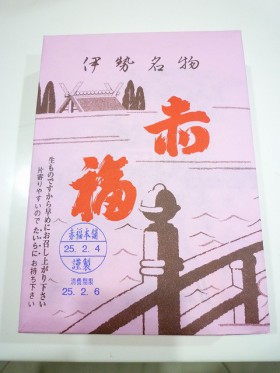 伊勢名物
赤
福
生ものですから早めにお召し上がり下さい
片寄りやすいのでたいらにお持ち下さい
赤福本舗
25.2.4
謹製
消費期限
25.2.6